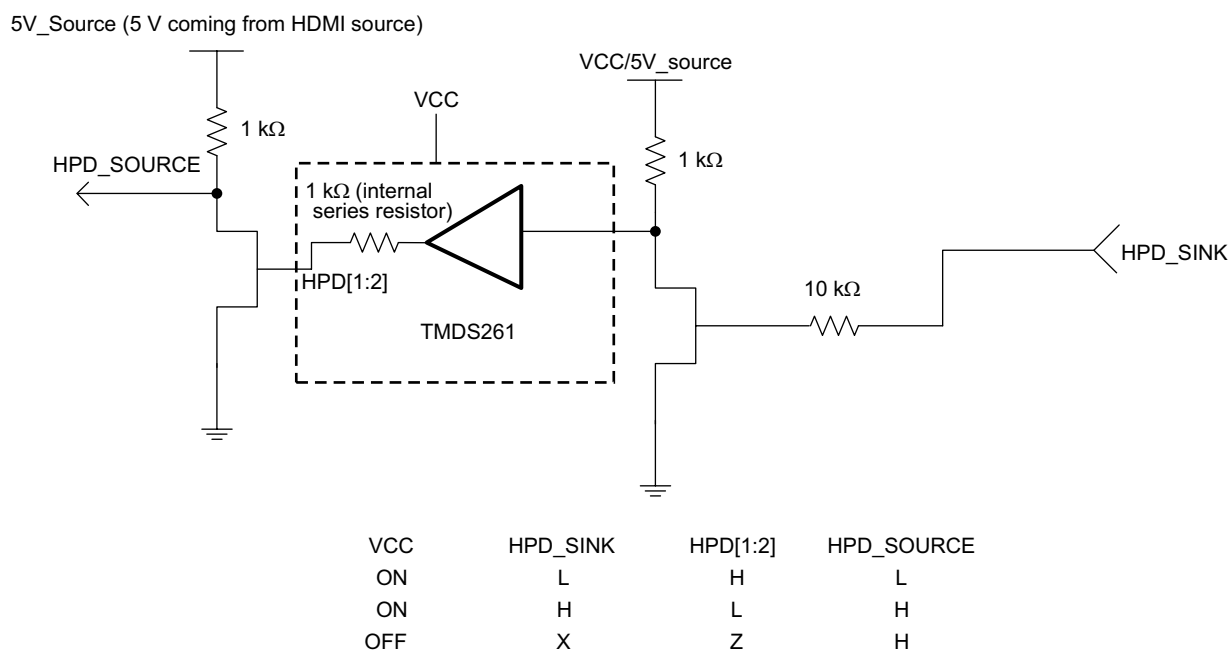 5V_Source (5 V coming from HDMI source)
VCC/5V_source
VCC
1 kΩ
1 kΩ
HPD_SOURCE
1 kΩ (internal
series resistor)
HPD_SINK
HPD[1:2]
10 kΩ
TMDS261
VCC HPD_SINK HPD[1:2] HPD_SOURCE
ON L H L
ON H L H
OFF X Z H